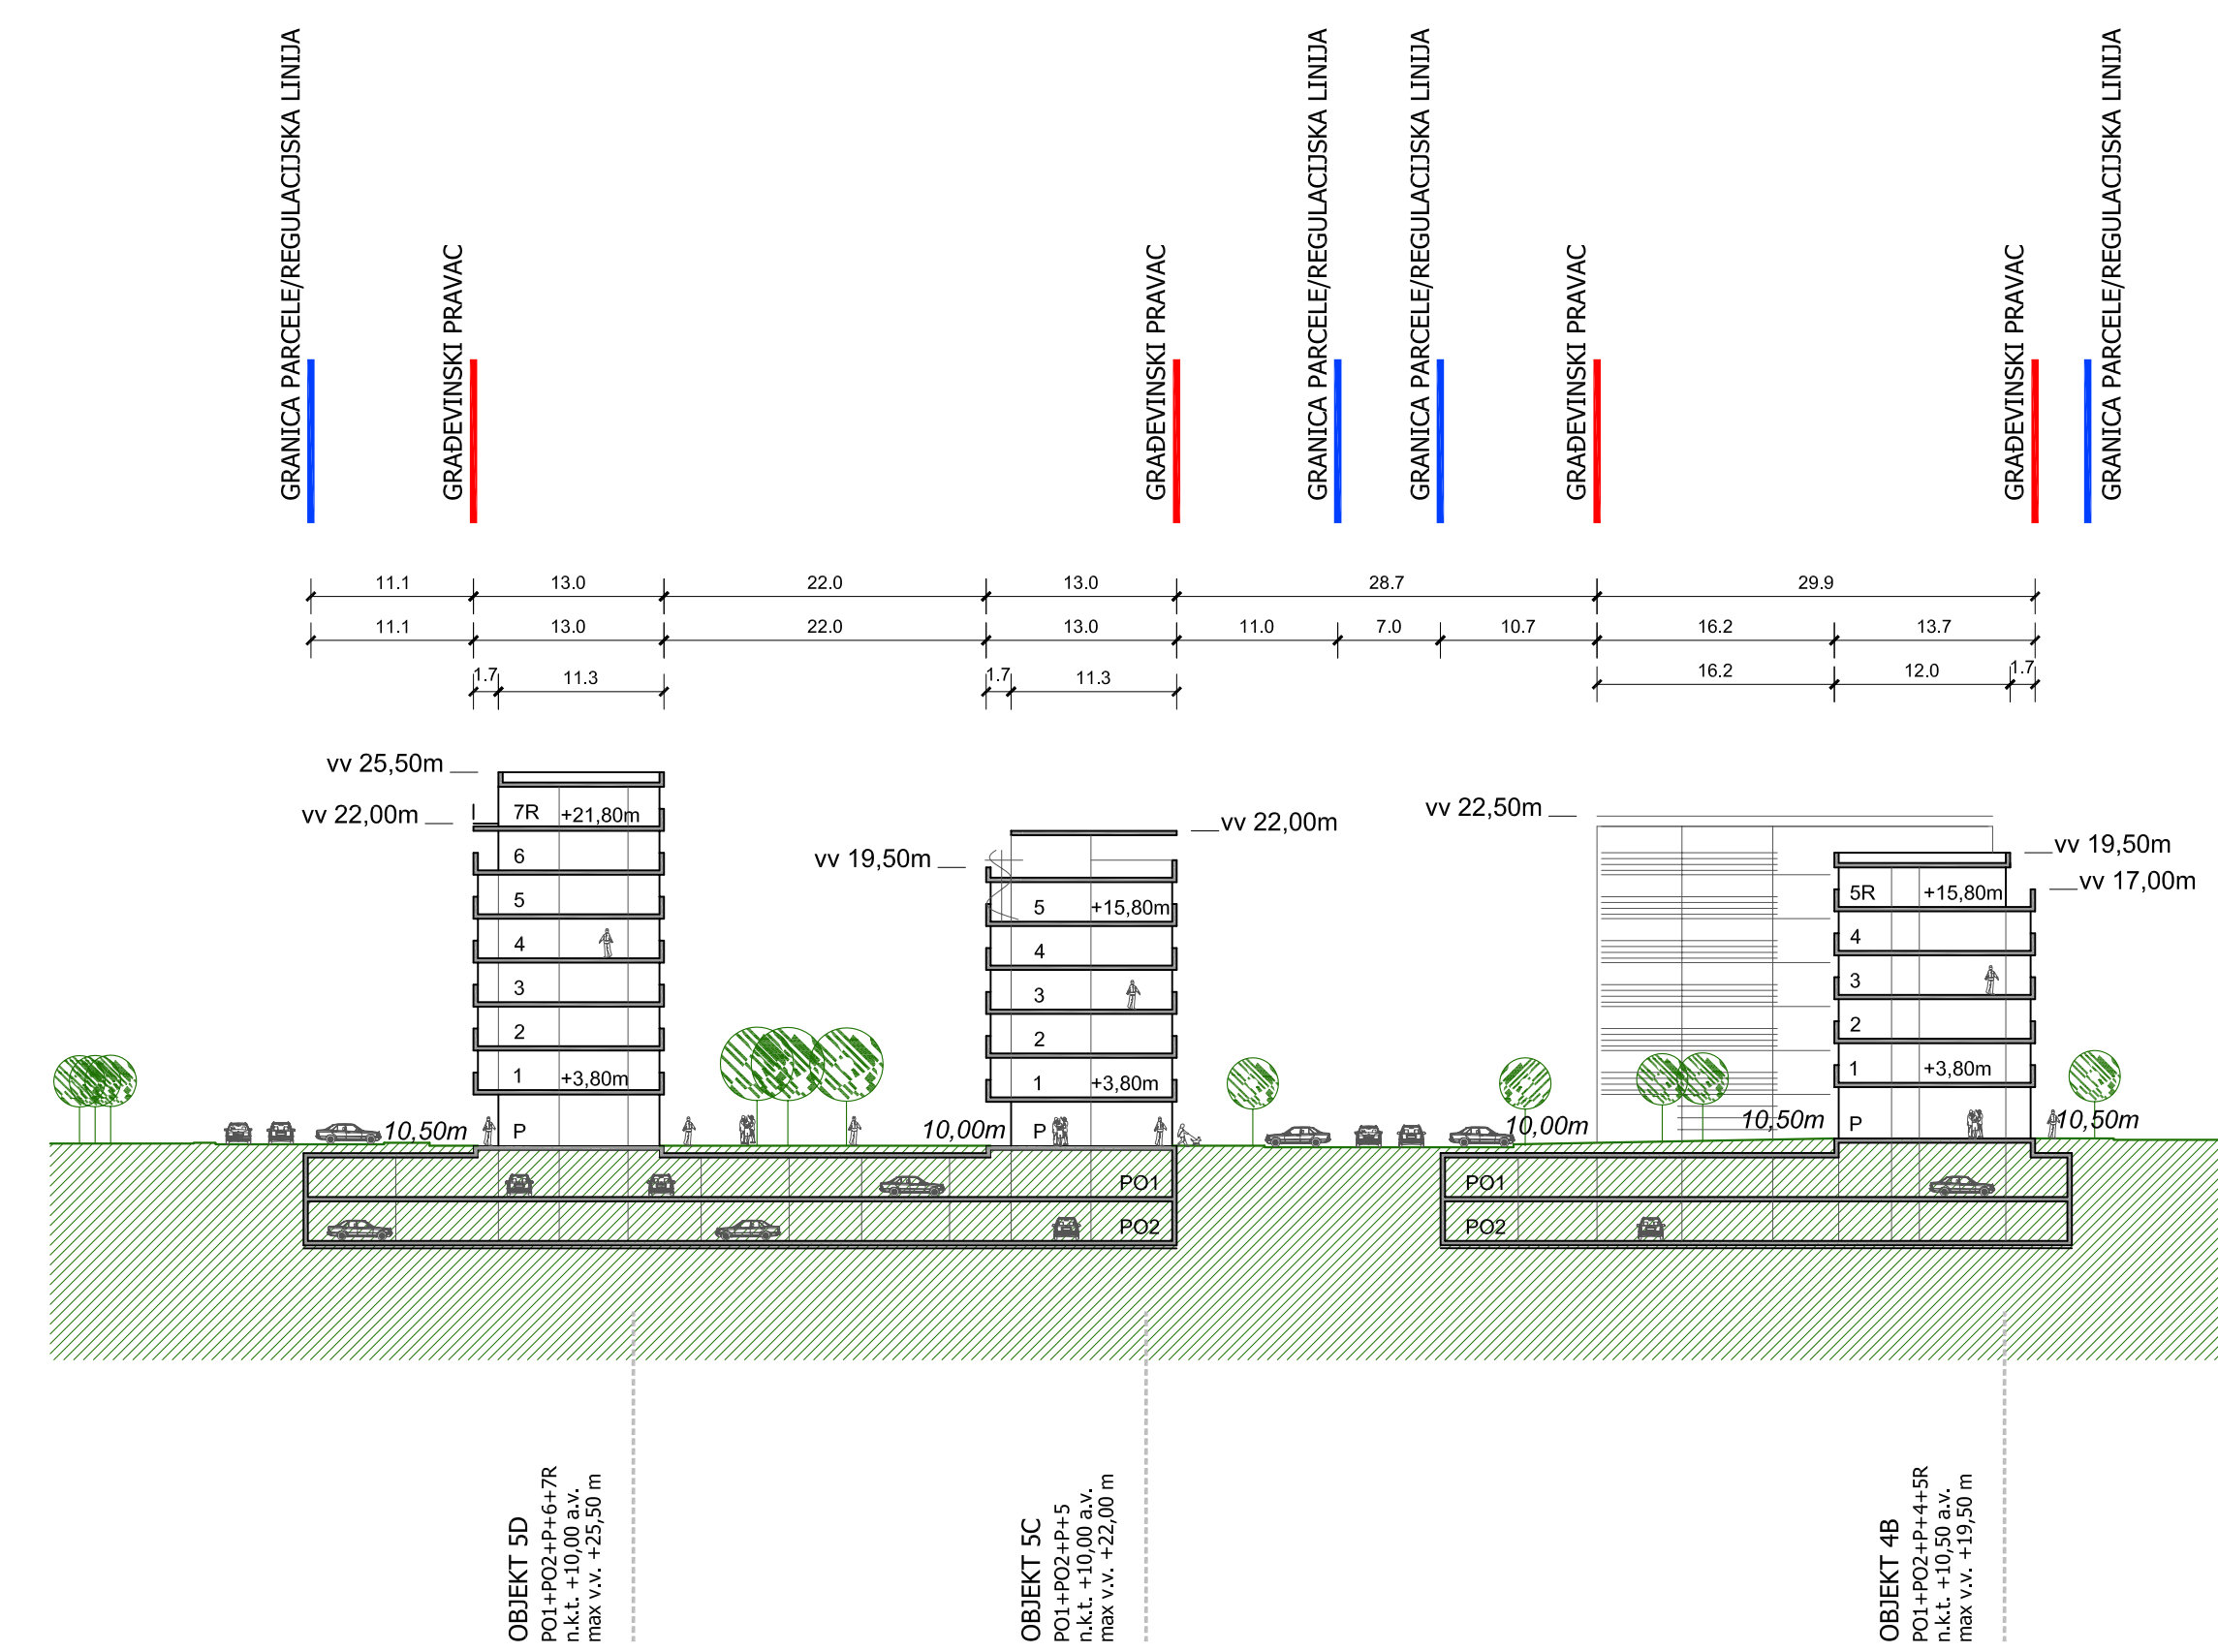 GRANICA PARCELE/REGULACIJSKA LINIJA
GRAĐEVINSKI PRAVAC
GRAĐEVINSKI PRAVAC
GRANICA PARCELE/REGULACIJSKA LINIJA
GRANICA PARCELE/REGULACIJSKA LINIJA
GRAĐEVINSKI PRAVAC
GRAĐEVINSKI PRAVAC
GRANICA PARCELE/REGULACIJSKA LINIJA
11.1 13.0 22.0 13.0 28.7 29.9
11.1 13.0 22.0 13.0 11.0 7.0 10.7 16.2 13.7
1.7 11.3 1.7 11.3 16.2 12.0 1.7
vv 25,50m
vv 22,00m
7R +21,80m
6
5
4
3
2
1 +3,80m
P
10,50m
vv 19,50m
vv 22,00m
5 +15,80m
4
3
2
1 +3,80m
P
10,00m
vv 22,50m
vv 19,50m
vv 17,00m
5R +15,80m
4
3
2
1 +3,80m
P
10,00m
10,50m
10,50m
PO1
PO2
PO1
PO2
OBJEKT 5D
PO1+PO2+P+6+7R
n.k.t. +10,00 a.v.
max v.v. +25,50 m
OBJEKT 5C
PO1+PO2+P+5
n.k.t. +10,00 a.v.
max v.v. +22,00 m
OBJEKT 4B
PO1+PO2+P+4+5R
n.k.t. +10,50 a.v.
max v.v. +19,50 m